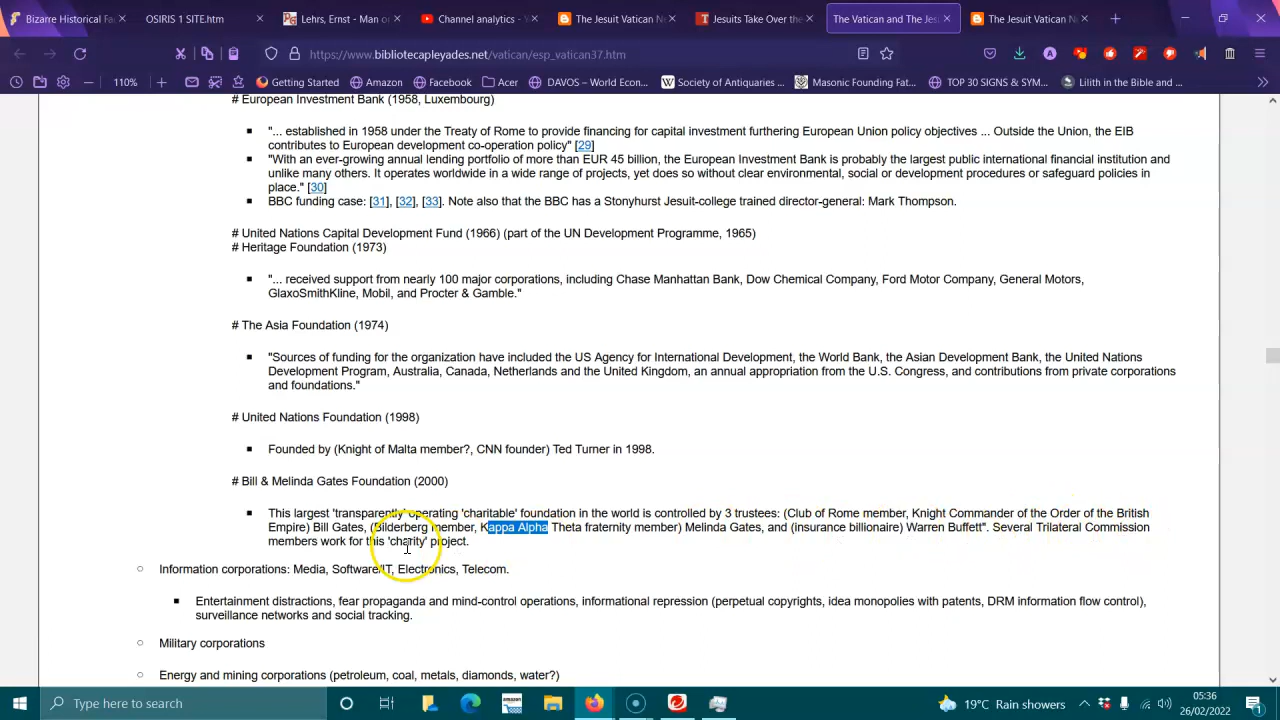 Bizarre Historical Fac
OSIRIS 1 SITE.htm
Lehrs, Ernst - Man o
Channel analytics - Y
The Jesuit Vatican Ne
Jesuits Take Over the
The Vatican and The Jes
The Jesuit Vatican N
https://www.bibliotecapleyades.net/vatican/esp_vatican37.htm
110%
Getting Started
Amazon
Facebook
Acer
DAVOS – World Econ...
Society of Antiquaries ...
Masonic Founding Fat...
TOP 30 SIGNS & SYM...
Lilith in the Bible and ...
# European Investment Bank (1958, Luxembourg)
"... established in 1958 under the Treaty of Rome to provide financing for capital investment furthering European Union policy objectives ... Outside the Union, the EIB
contributes to European development co-operation policy" [29]
"With an ever-growing annual lending portfolio of more than EUR 45 billion, the European Investment Bank is probably the largest public international financial institution and
unlike many others. It operates worldwide in a wide range of projects, yet does so without clear environmental, social or development procedures or safeguard policies in
place." [30]
BBC funding case: [31], [32], [33]. Note also that the BBC has a Stonyhurst Jesuit-college trained director-general: Mark Thompson.
# United Nations Capital Development Fund (1966) (part of the UN Development Programme, 1965)
# Heritage Foundation (1973)
"... received support from nearly 100 major corporations, including Chase Manhattan Bank, Dow Chemical Company, Ford Motor Company, General Motors,
GlaxoSmithKline, Mobil, and Procter & Gamble."
# The Asia Foundation (1974)
"Sources of funding for the organization have included the US Agency for International Development, the World Bank, the Asian Development Bank, the United Nations
Development Program, Australia, Canada, Netherlands and the United Kingdom, an annual appropriation from the U.S. Congress, and contributions from private corporations
and foundations."
# United Nations Foundation (1998)
Founded by (Knight of Malta member?, CNN founder) Ted Turner in 1998.
# Bill & Melinda Gates Foundation (2000)
This largest 'transparently' operating 'charitable' foundation in the world is controlled by 3 trustees: (Club of Rome member, Knight Commander of the Order of the British
Empire) Bill Gates, (Bilderberg member, Kappa Alpha Theta fraternity member) Melinda Gates, and (insurance billionaire) Warren Buffett". Several Trilateral Commission
members work for this 'charity' project.
Information corporations: Media, Software/IT, Electronics, Telecom.
Entertainment distractions, fear propaganda and mind-control operations, informational repression (perpetual copyrights, idea monopolies with patents, DRM information flow control),
surveillance networks and social tracking.
Military corporations
Energy and mining corporations (petroleum, coal, metals, diamonds, water?)
Type here to search
amazon
19°C Rain showers
05:36
26/02/2022